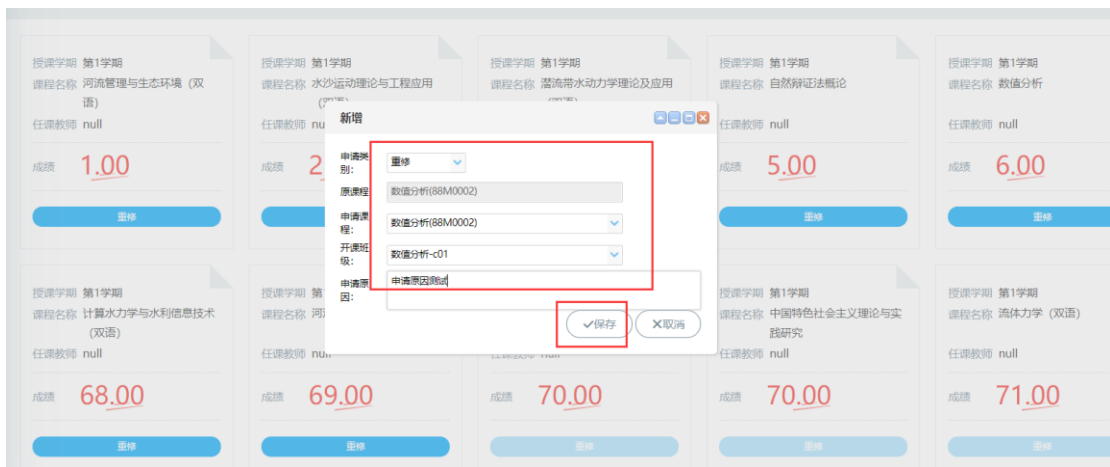 授课学期 第1学期
课程名称 河流管理与生态环境（双
语）
任课教师 null
成绩 1.00
重修
授课学期 第1学期
课程名称 水沙运动理论与工程应用
任课教师
成绩 2
授课学期 第1学期
课程名称 潜流带水动力学理论及应用
授课学期 第1学期
课程名称 自然辩证法概论
任课教师 null
成绩 5.00
重修
授课学期 第1学期
课程名称 数值分析
任课教师 null
成绩 6.00
重修
新增
申请类
别：
重修
原课程
数值分析(88M0002)
申请课
程：
数值分析(88M0002)
开课班
级：
数值分析-c01
申请原
因：
申请原因测试
保存
取消
授课学期 第1学期
课程名称 计算水力学与水利信息技术
（双语）
任课教师 null
成绩 68.00
重修
授课学期 第
课程名称
任课教师
成绩 69.00
重修
成绩 70.00
重修
授课学期 第1学期
课程名称 中国特色社会主义理论与实
践研究
任课教师 null
成绩 70.00
重修
授课学期 第1学期
课程名称 流体力学（双语）
任课教师 null
成绩 71.00
重修